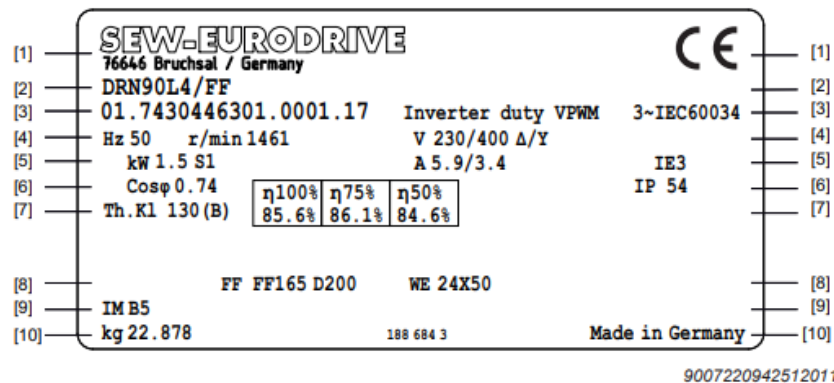 SEW-EURODRIVE CE
[1] 76646 Bruchsal / Germany [1]
[2] DRN90L4/FF [2]
[3] 01.7430446301.0001.17 Inverter duty VPWM 3~IEC60034 [3]
[4] Hz 50 r/min 1461 V 230/400 Δ/Y [4]
[5] kW 1.5 S1 A 5.9/3.4 IE3 [5]
[6] Cosφ 0.74 η100% η75% η50% IP 54 [6]
[7] Th.Kl 130(B) 85.6% 86.1% 84.6% [7]
[8] FF FF165 D200 WE 24X50 [8]
[9] IM B5 [9]
[10] kg 22.878 188 684 3 Made in Germany [10]
9007220942512011